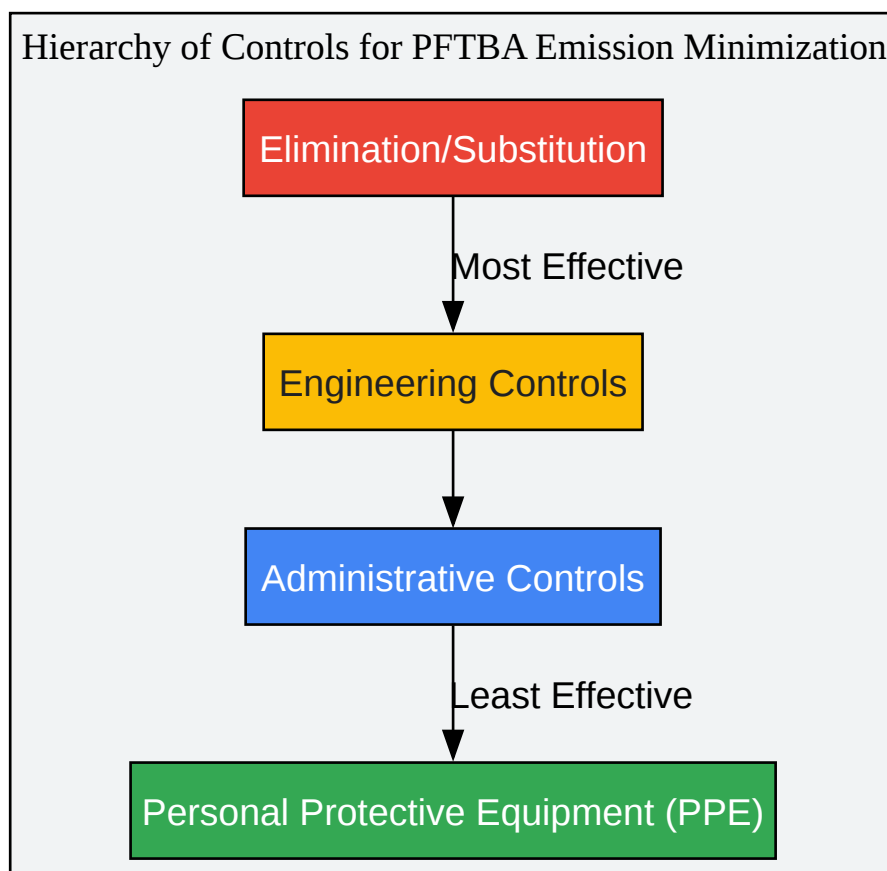 Hierarchy of Controls for PFTBA Emission Minimization
Elimination/Substitution
Most Effective
Engineering Controls
Administrative Controls
Least Effective
Personal Protective Equipment (PPE)